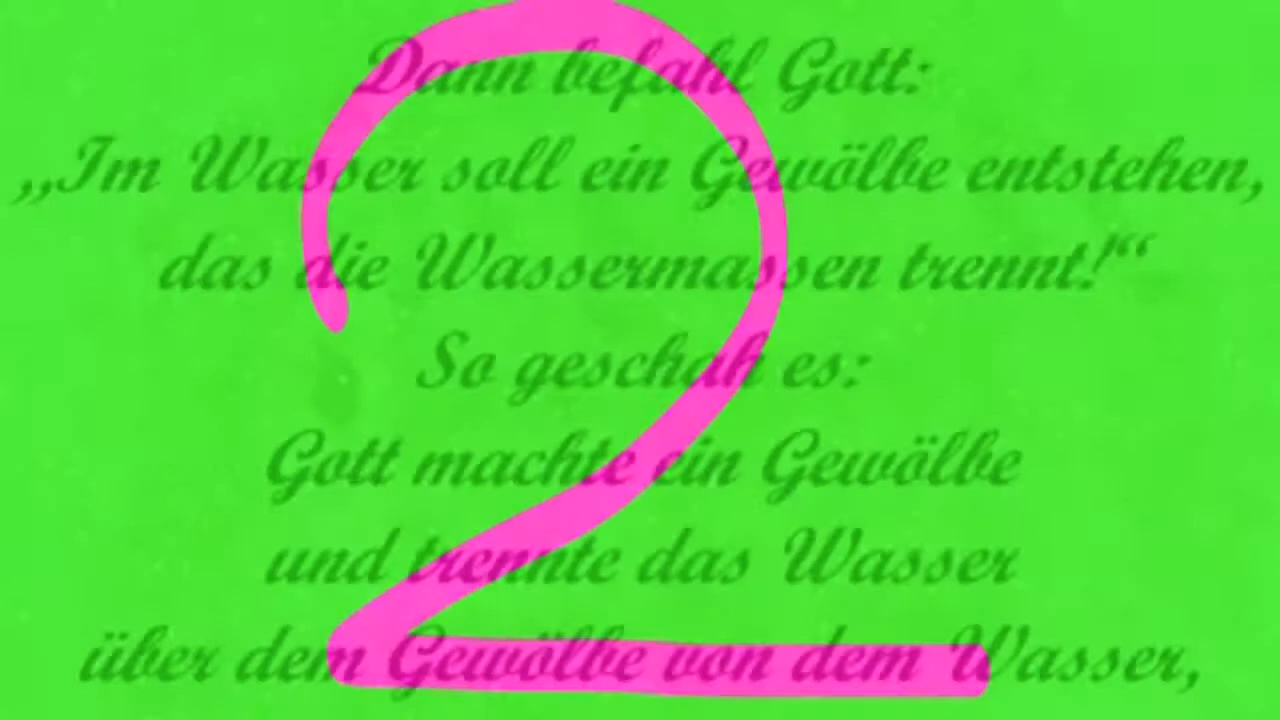 2
Dann befahl Gott:
„Im Wasser soll ein Gewölbe entstehen,
das die Wassermassen trennt!“
So geschah es:
Gott machte ein Gewölbe
und trennte das Wasser
über dem Gewölbe von dem Wasser,